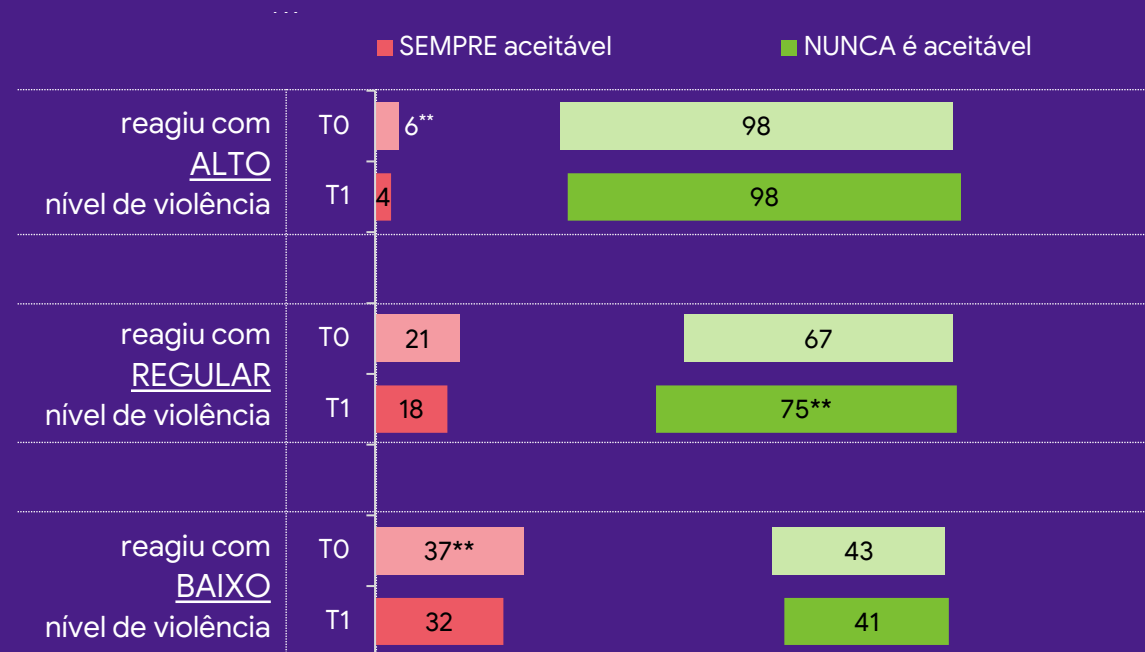 SEMPRE aceitável NUNCA é aceitável
reagiu com
ALTO
nível de violência
T0 6** 98
T1 4 98
reagiu com
REGULAR
nível de violência
T0 21 67
T1 18 75**
reagiu com
BAIXO
nível de violência
T0 37** 43
T1 32 41